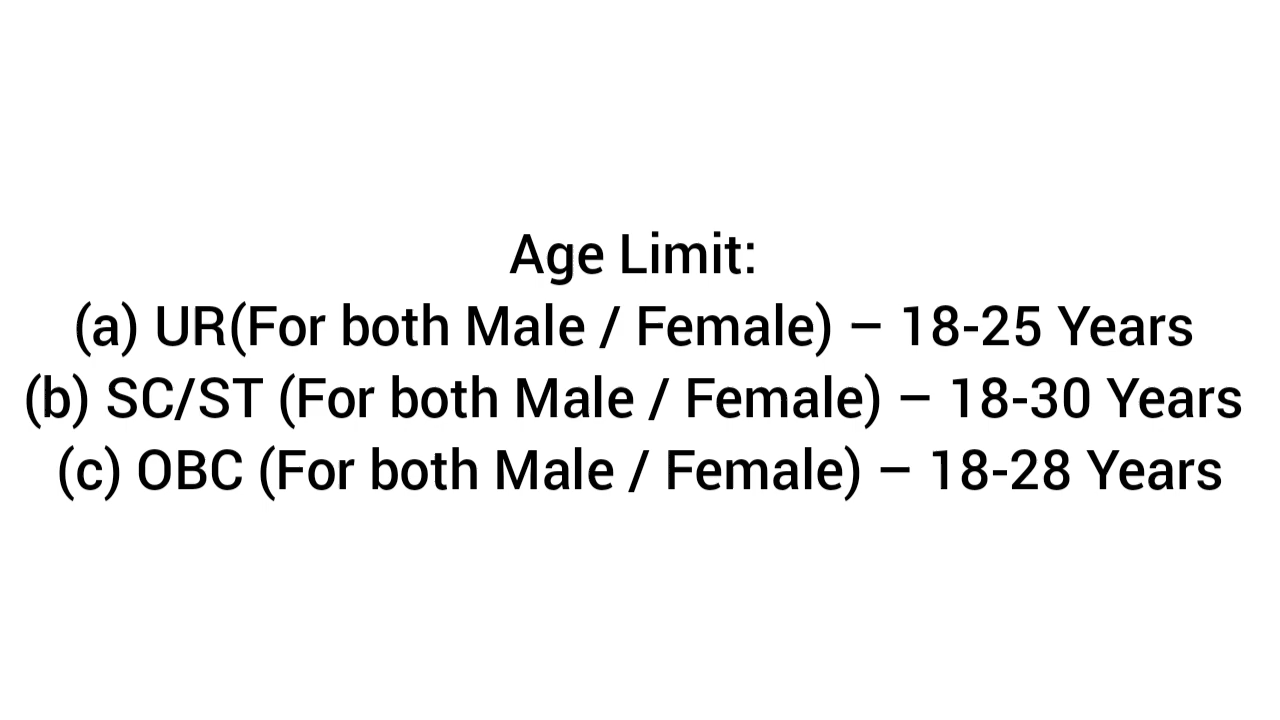 Age Limit:
(a) UR(For both Male / Female) – 18-25 Years
(b) SC/ST (For both Male / Female) – 18-30 Years
(c) OBC (For both Male / Female) – 18-28 Years